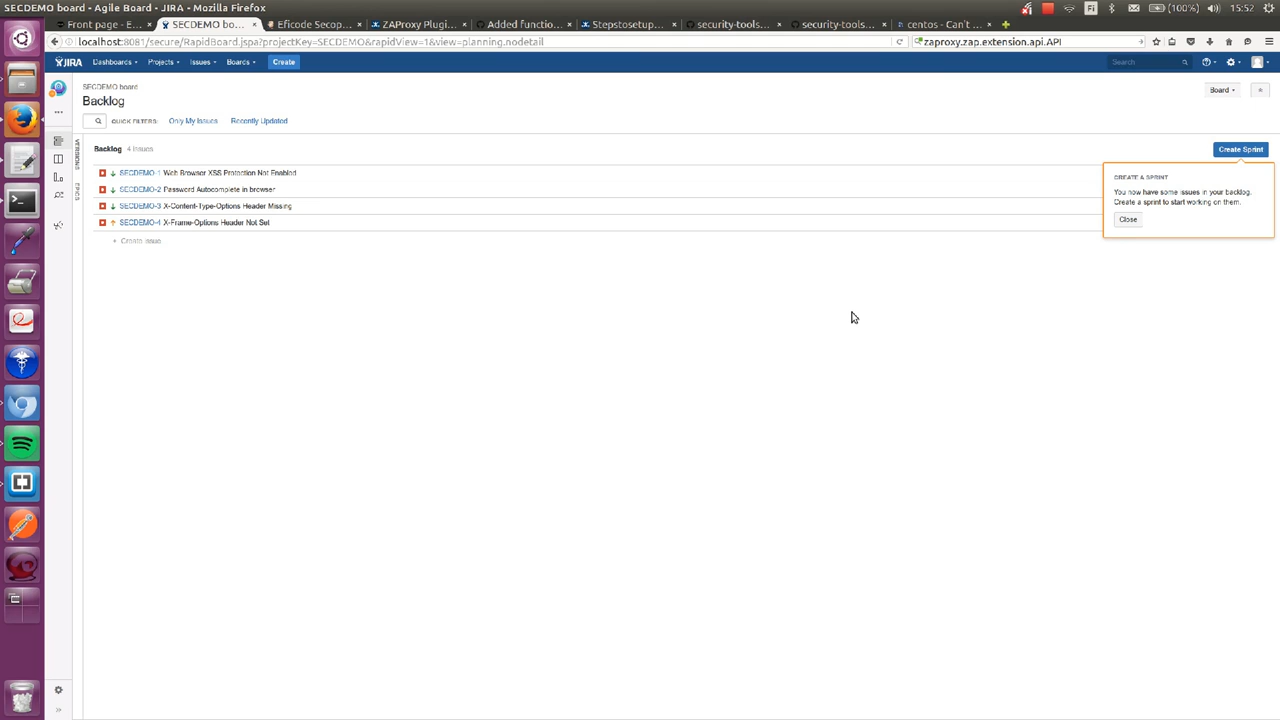 SECDEMO board - Agile Board - JIRA - Mozilla Firefox
Fi (100%) 15:52
Front page - E... × SECDEMO bo... × Eficode Secop... × ZAProxy Plugin... × Added functio... × Stepstosetup... × security-tools... × security-tools... × centos - Can't ... × +
localhost:8081/secure/RapidBoard.jspa?projectKey=SECDEMO&rapidView=1&view=planning.nodetail
zaproxy.zap.extension.api.API
JIRA Dashboards Projects Issues Boards Create Search
SECDEMO board
Backlog
Board
QUICK FILTERS: Only My Issues Recently Updated
VERSIONS
EPICS
Backlog 4 issues
Create Sprint
SECDEMO-1 Web Browser XSS Protection Not Enabled
SECDEMO-2 Password Autocomplete in browser
SECDEMO-3 X-Content-Type-Options Header Missing
SECDEMO-4 X-Frame-Options Header Not Set
+ Create issue
CREATE A SPRINT
You now have some issues in your backlog.
Create a sprint to start working on them.
Close